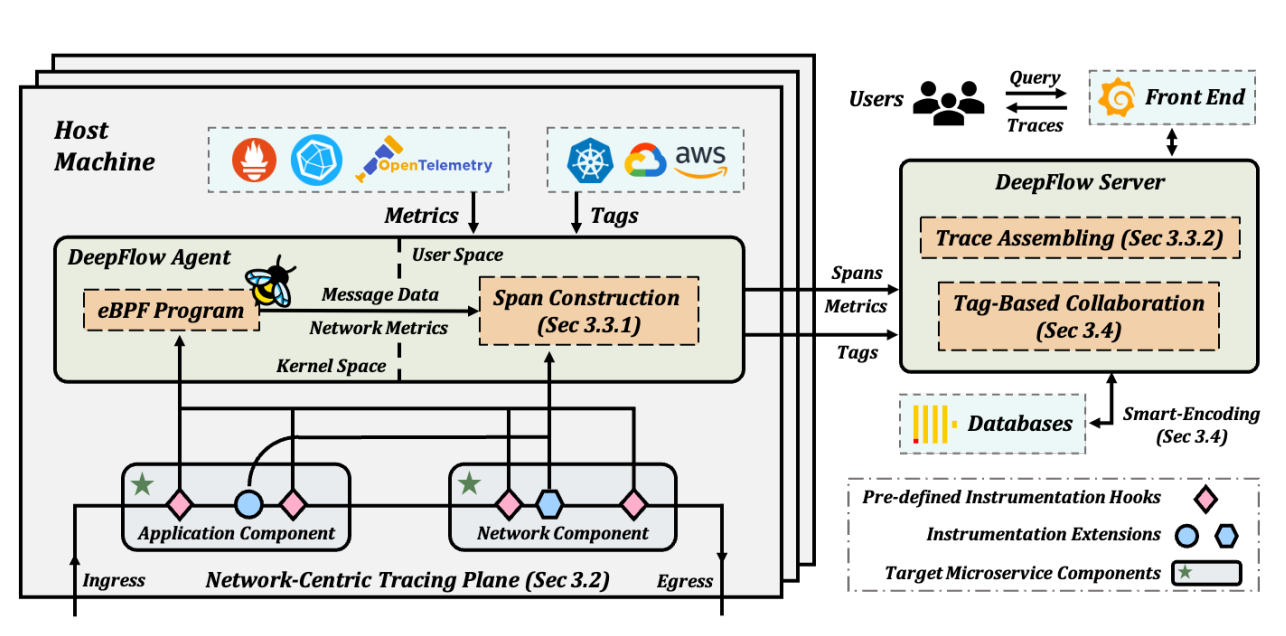 Host
Machine
OpenTelemetry
aws
Metrics
Tags
DeepFlow Agent
User Space
eBPF Program
Message Data
Network Metrics
Span Construction
(Sec 3.3.1)
Kernel Space
Application Component
Network Component
Ingress
Network-Centric Tracing Plane (Sec 3.2)
Egress
Spans
Metrics
Tags
Users
Query
Traces
Front End
DeepFlow Server
Trace Assembling (Sec 3.3.2)
Tag-Based Collaboration
(Sec 3.4)
Databases
Smart-Encoding
(Sec 3.4)
Pre-defined Instrumentation Hooks
Instrumentation Extensions
Target Microservice Components